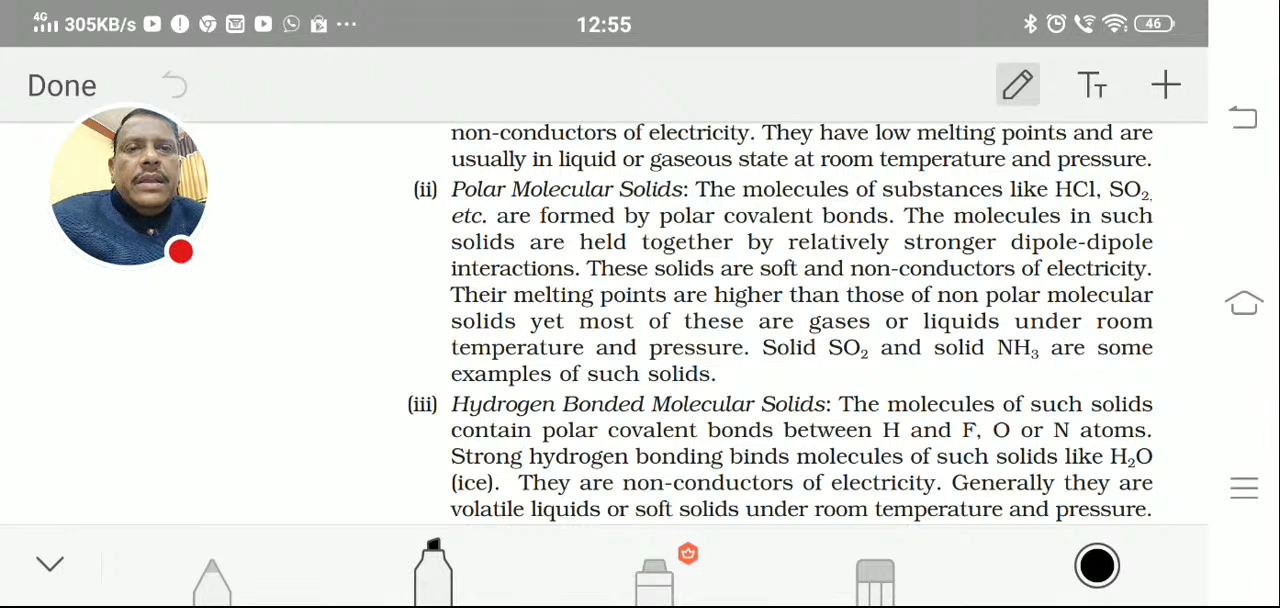 4G 305KB/s 12:55 46
Done TT
non-conductors of electricity. They have low melting points and are
usually in liquid or gaseous state at room temperature and pressure.
(ii) Polar Molecular Solids: The molecules of substances like HCl, SO₂,
etc. are formed by polar covalent bonds. The molecules in such
solids are held together by relatively stronger dipole-dipole
interactions. These solids are soft and non-conductors of electricity.
Their melting points are higher than those of non polar molecular
solids yet most of these are gases or liquids under room
temperature and pressure. Solid SO₂ and solid NH₃ are some
examples of such solids.
(iii) Hydrogen Bonded Molecular Solids: The molecules of such solids
contain polar covalent bonds between H and F, O or N atoms.
Strong hydrogen bonding binds molecules of such solids like H₂O
(ice). They are non-conductors of electricity. Generally they are
volatile liquids or soft solids under room temperature and pressure.